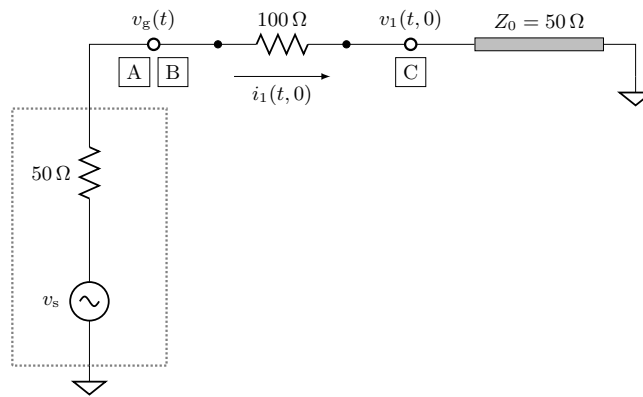 v_g(t)
100 Ω
v_1(t, 0)
Z_0 = 50 Ω
A
B
C
i_1(t, 0)
50 Ω
v_s